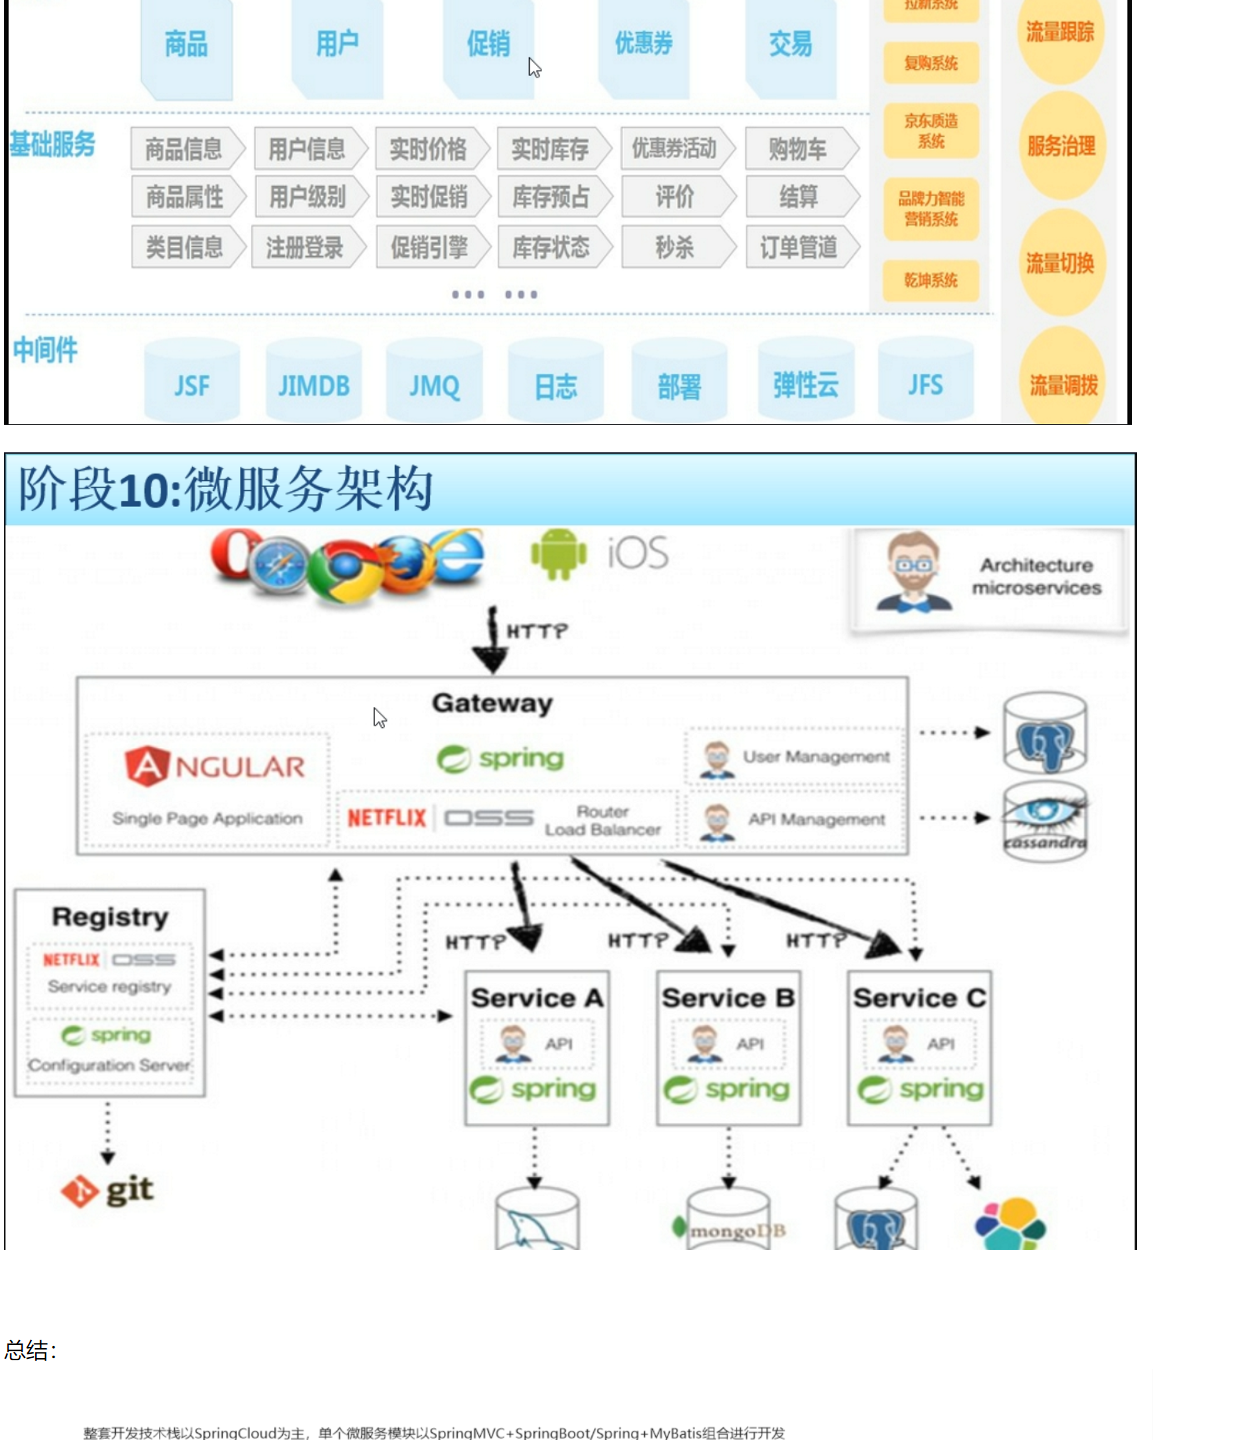 拉新系统
商品 用户 促销 优惠券 交易
流量跟踪
复购系统
基础服务
商品信息 用户信息 实时价格 实时库存 优惠券活动 购物车
京东质造
系统
服务治理
商品属性 用户级别 实时促销 库存预占 评价 结算
品牌力智能
营销系统
类目信息 注册登录 促销引擎 库存状态 秒杀 订单管道
流量切换
乾坤系统
... ...
中间件
JSF JIMDB JMQ 日志 部署 弹性云 JFS
流量调拨
阶段10:微服务架构
iOS
Architecture
microservices
HTTP
Gateway
ANGULAR
Single Page Application
spring
NETFLIX OSS
Router
Load Balancer
User Management
API Management
cassandra
Registry
NETFLIX OSS
Service registry
spring
Configuration Server
git
HTTP HTTP HTTP
Service A Service B Service C
API API API
spring spring spring
mongoDB
总结：
整套开发技术栈以SpringCloud为主，单个微服务模块以SpringMVC+SpringBoot/Spring+MyBatis组合进行开发